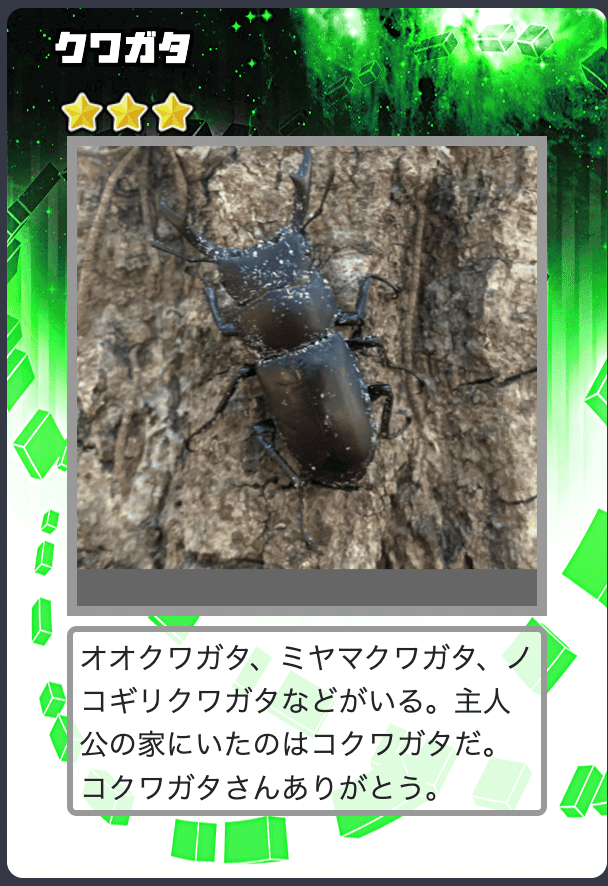 クワガタ
オオクワガタ、ミヤマクワガタ、ノ
コギリクワガタなどがいる。主人
公の家にいたのはコクワガタだ。
コクワガタさんありがとう。